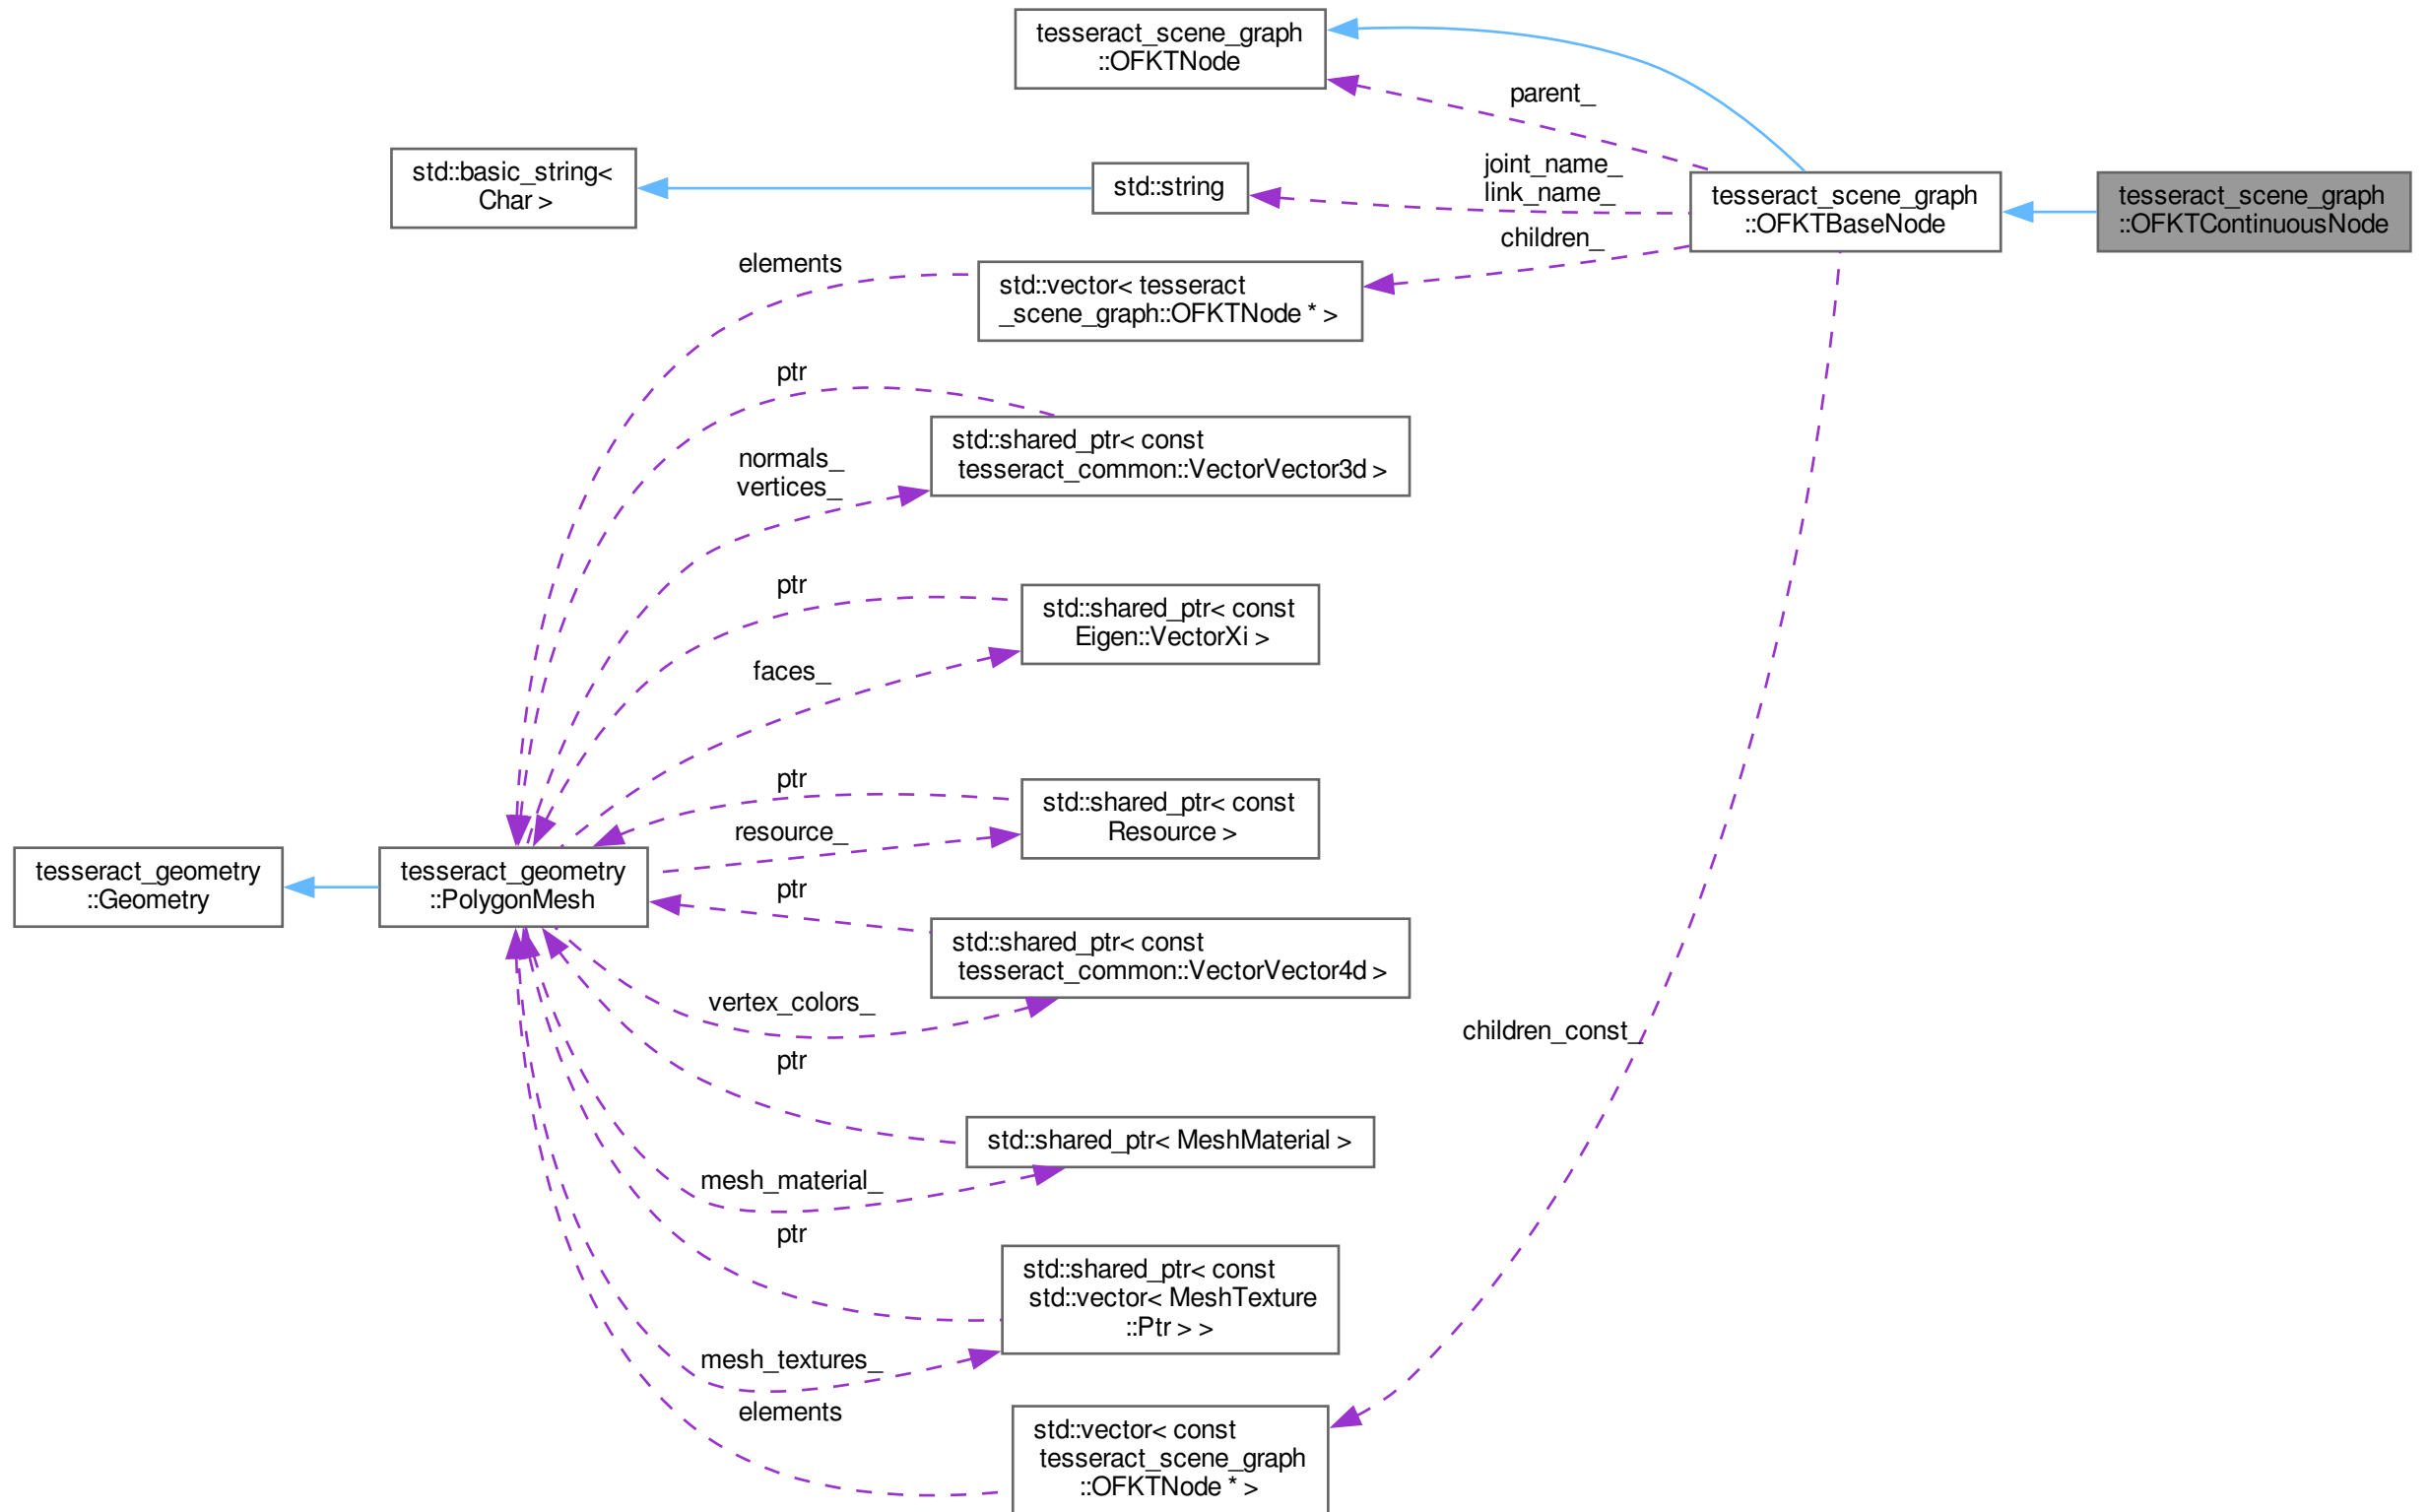 tesseract_scene_graph
::OFKTNode
parent_
std::basic_string<
Char >
std::string
joint_name_
link_name_
tesseract_scene_graph
::OFKTBaseNode
tesseract_scene_graph
::OFKTContinuousNode
children_
elements
std::vector< tesseract
_scene_graph::OFKTNode * >
ptr
std::shared_ptr< const
tesseract_common::VectorVector3d >
normals_
vertices_
ptr
std::shared_ptr< const
Eigen::VectorXi >
faces_
ptr
std::shared_ptr< const
Resource >
resource_
tesseract_geometry
::Geometry
tesseract_geometry
::PolygonMesh
ptr
std::shared_ptr< const
tesseract_common::VectorVector4d >
vertex_colors_
children_const_
ptr
std::shared_ptr< MeshMaterial >
mesh_material_
ptr
std::shared_ptr< const
std::vector< MeshTexture
::Ptr > >
mesh_textures_
elements
std::vector< const
tesseract_scene_graph
::OFKTNode * >